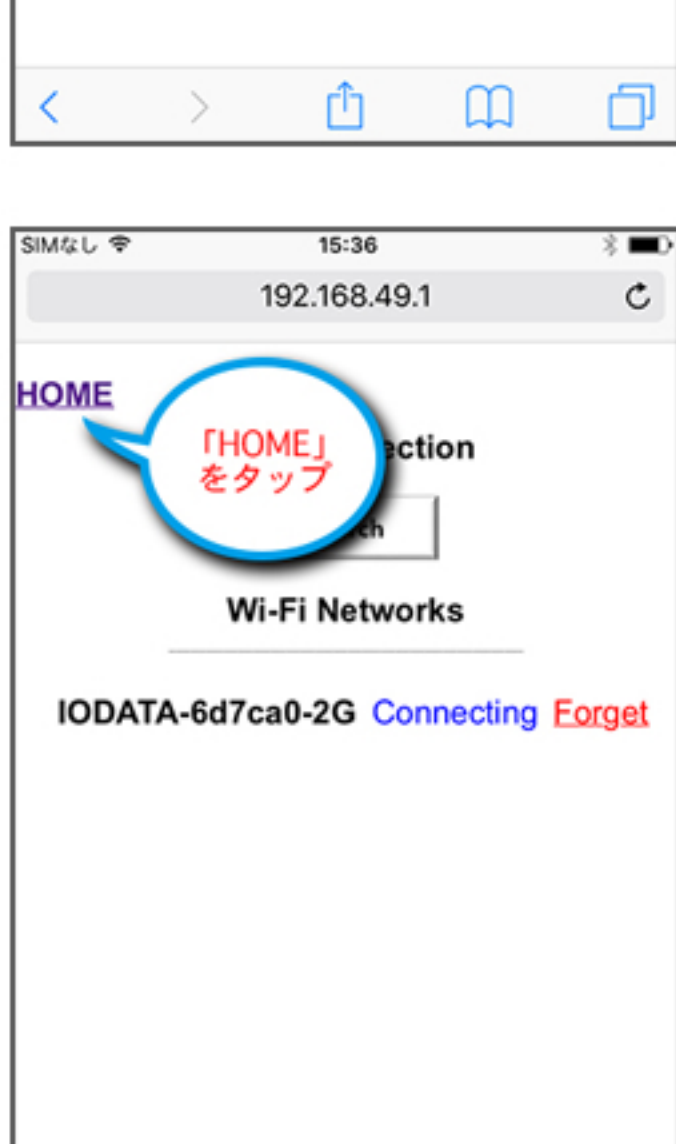 SIMなし 15:36
192.168.49.1
HOME
「HOME」
をタップ
Wi-Fi Networks
IODATA-6d7ca0-2G Connecting Forget